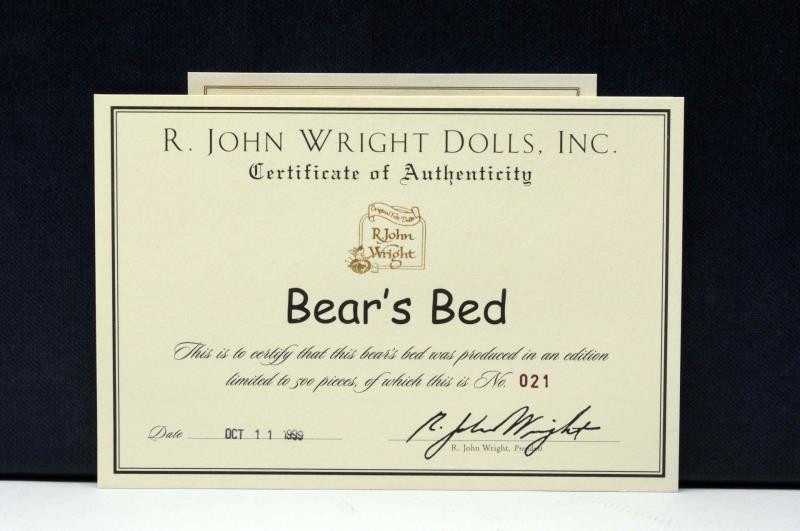 R. JOHN WRIGHT DOLLS, INC.
Certificate of Authenticity
Original Felt Dolls
R. John
Wright
Bear's Bed
This is to certify that this bear's bed was produced in an edition
limited to 500 pieces, of which this is No. 021
Date OCT 11 1999
R. John Wright
R. John Wright, President